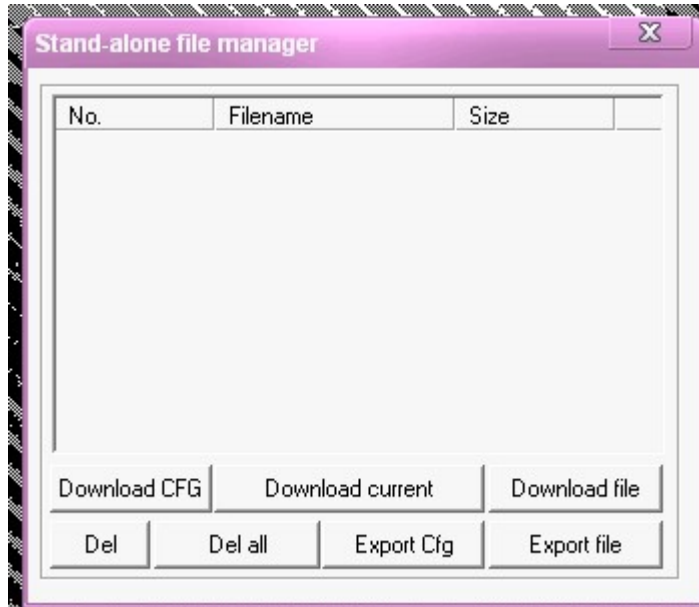 Stand-alone file manager
No. Filename Size
Download CFG Download current Download file
Del Del all Export Cfg Export file